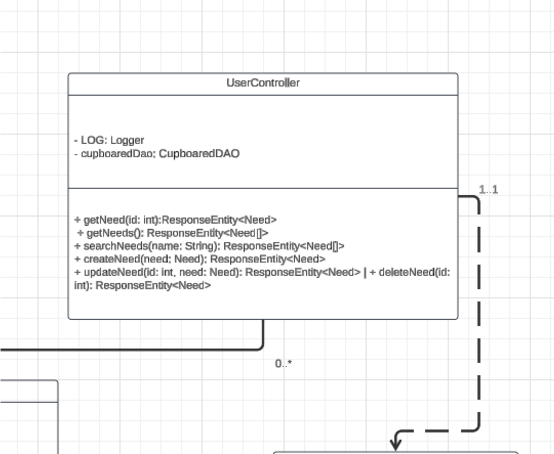 UserController
- LOG: Logger
- cupboaredDao: CupboaredDAO
1..1
+ getNeed(id: int):ResponseEntity<Need>
+ getNeeds(): ResponseEntity<Need[]>
+ searchNeeds(name: String): ResponseEntity<Need[]>
+ createNeed(need: Need): ResponseEntity<Need>
+ updateNeed(id: int, need: Need): ResponseEntity<Need> | + deleteNeed(id:
int): ResponseEntity<Need>
0..*